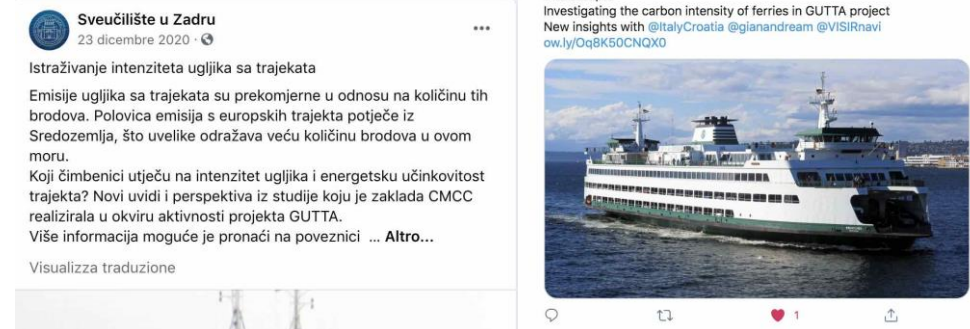 Sveučilište u Zadru
23 dicembre 2020 ·
Istraživanje intenziteta ugljika sa trajekata
Emisije ugljika sa trajekata su prekomjerne u odnosu na količinu tih
brodova. Polovica emisija s europskih trajekta potječe iz
Sredozemlja, što uvelike odražava veću količinu brodova u ovom
moru.
Koji čimbenici utječu na intenzitet ugljika i energetsku učinkovitost
trajekta? Novi uvidi i perspektiva iz studije koju je zaklada CMCC
realizirala u okviru aktivnosti projekta GUTTA.
Više informacija moguće je pronaći na poveznici ... Altro...
Visualizza traduzione
Investigating the carbon intensity of ferries in GUTTA project
New insights with @ItalyCroatia @gianandream @VISIRnavi
ow.ly/Oq8K50CNQX0
1